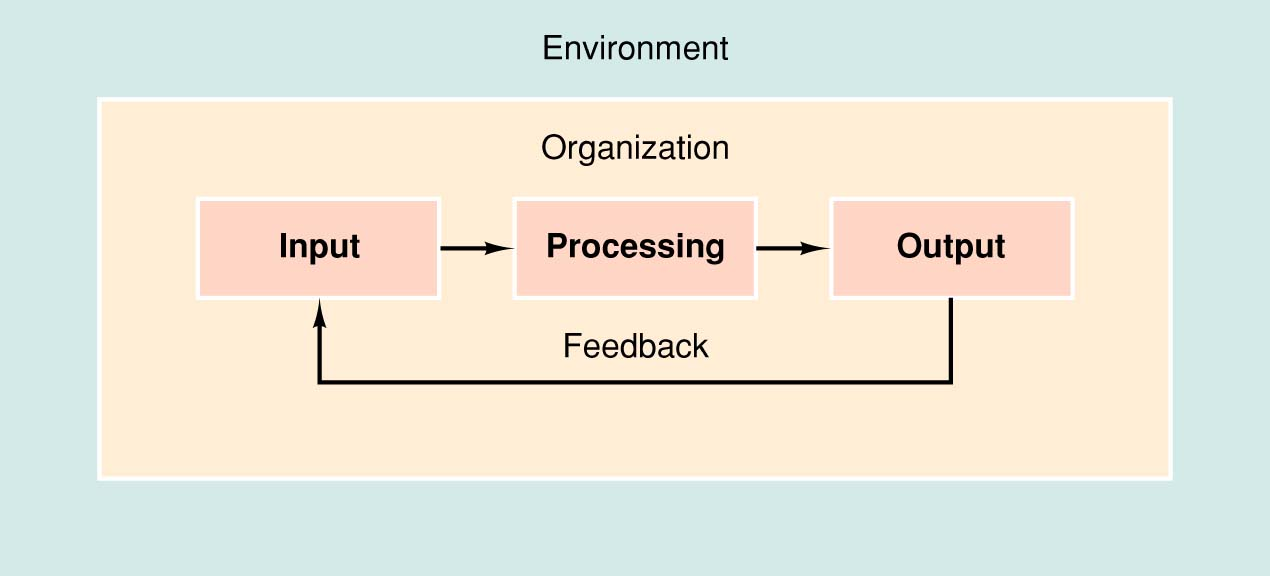 Environment
Organization
Input
Processing
Output
Feedback